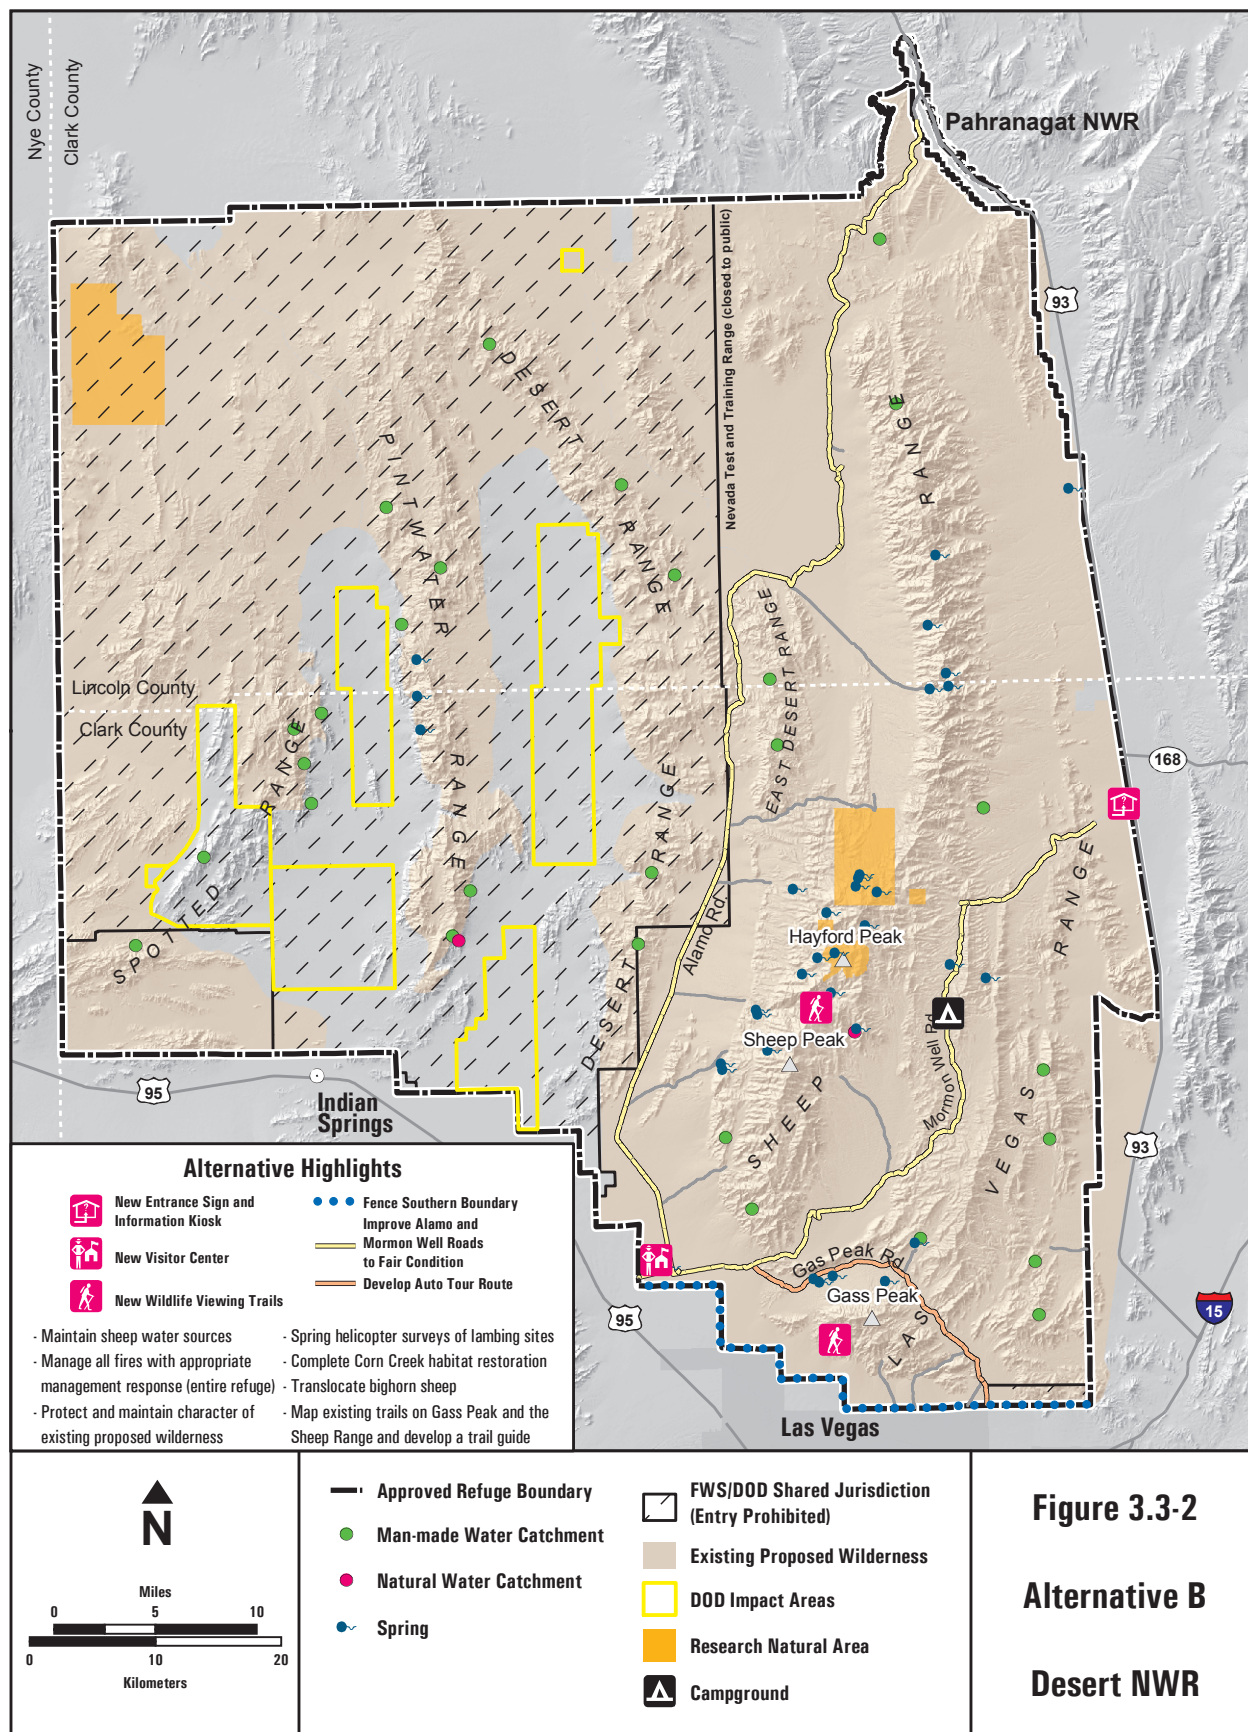 Nye County
Clark County
Pahranagat NWR
Nevada Test and Training Range (closed to public)
93
DESERT
RANGE
PINTWATER
RANGE
RANGE
EAST DESERT RANGE
Lincoln County
Clark County
168
RANGE
SPOTTED
RANGE
DESERT
Alamo Rd.
Hayford Peak
Sheep Peak
SHEEP
Mormon Well Rd
RANGE
VEGAS
LAS
95
Indian
Springs
93
Gas Peak Rd
Gass Peak
95
15
Las Vegas
Alternative Highlights
New Entrance Sign and
Information Kiosk
New Visitor Center
New Wildlife Viewing Trails
Fence Southern Boundary
Improve Alamo and
Mormon Well Roads
to Fair Condition
Develop Auto Tour Route
- Maintain sheep water sources
- Manage all fires with appropriate
management response (entire refuge)
- Protect and maintain character of
existing proposed wilderness
- Spring helicopter surveys of lambing sites
- Complete Corn Creek habitat restoration
- Translocate bighorn sheep
- Map existing trails on Gass Peak and the
Sheep Range and develop a trail guide
N
Miles
0 5 10
0 10 20
Kilometers
Approved Refuge Boundary
Man-made Water Catchment
Natural Water Catchment
Spring
FWS/DOD Shared Jurisdiction
(Entry Prohibited)
Existing Proposed Wilderness
DOD Impact Areas
Research Natural Area
Campground
Figure 3.3-2
Alternative B
Desert NWR